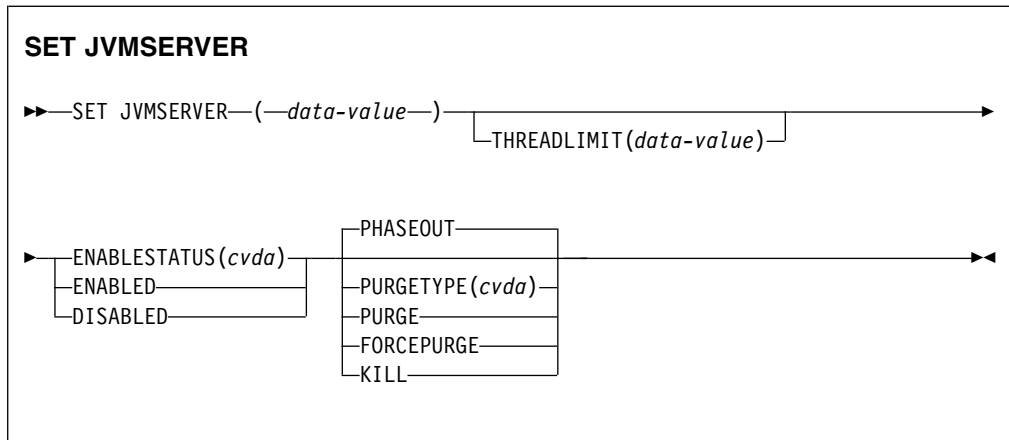 SET JVMSERVER
SET JVMSERVER ( data-value )
THREADLIMIT(data-value)
PHASEOUT
ENABLESTATUS(cvda)
PURGETYPE(cvda)
ENABLED
PURGE
DISABLED
FORCEPURGE
KILL